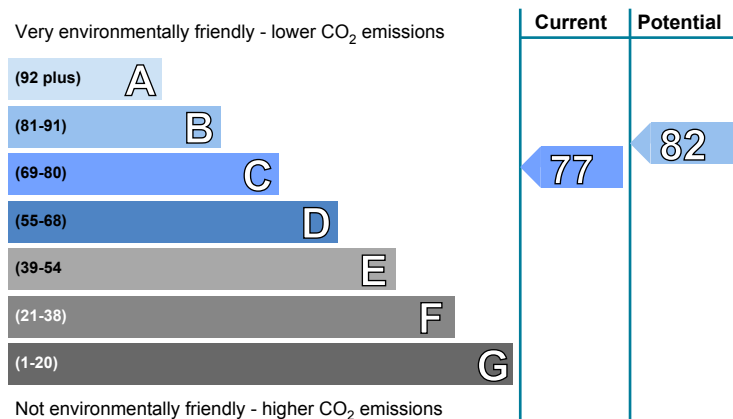 Very environmentally friendly - lower CO₂ emissions
Current
Potential
(92 plus) A
(81-91) B
(69-80) C
(55-68) D
(39-54 E
(21-38) F
(1-20) G
77
82
Not environmentally friendly - higher CO₂ emissions